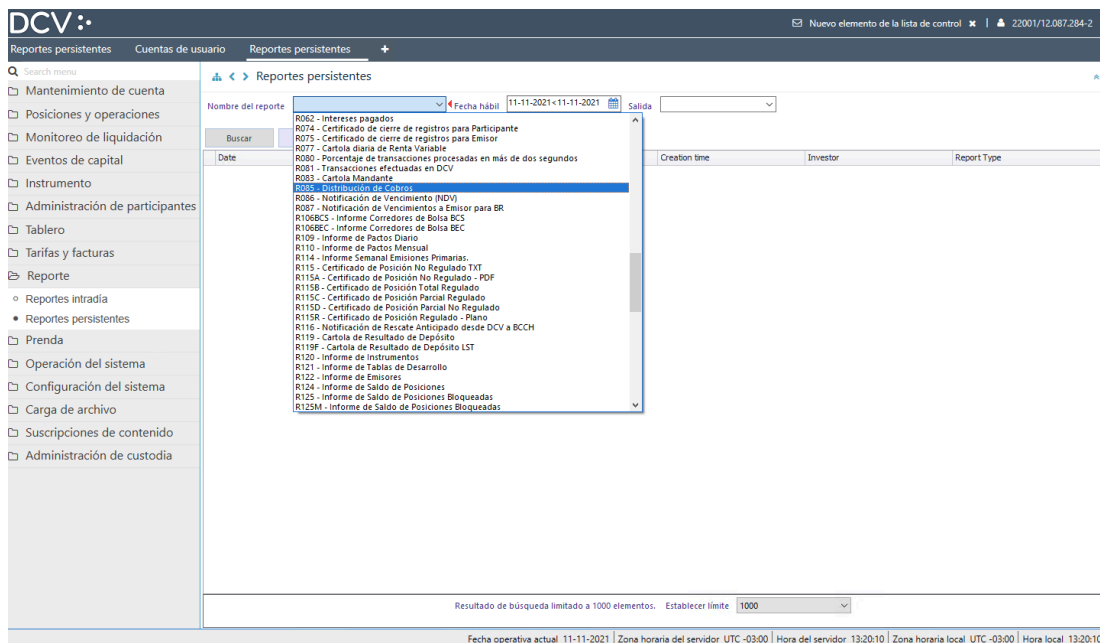 DCV
Nuevo elemento de la lista de control × | 22001/12.087.284-2
Reportes persistentes Cuentas de usuario Reportes persistentes +
Search menu
Mantenimiento de cuenta
Posiciones y operaciones
Monitoreo de liquidación
Eventos de capital
Instrumento
Administración de participantes
Tablero
Tarifas y facturas
Reporte
Reportes intradía
Reportes persistentes
Prenda
Operación del sistema
Configuración del sistema
Carga de archivo
Suscripciones de contenido
Administración de custodia
Reportes persistentes
Nombre del reporte Fecha hábil 11-11-2021<11-11-2021 Salida
Buscar
Date Creation time Investor Report Type
R062 - Intereses pagados
R074 - Certificado de cierre de registros para Participante
R075 - Certificado de cierre de registros para Emisor
R077 - Cartola diaria de Renta Variable
R080 - Porcentaje de transacciones procesadas en más de dos segundos
R081 - Transacciones efectuadas en DCV
R083 - Cartola Mandante
R085 - Distribución de Cobros
R086 - Notificación de Vencimiento (NDV)
R087 - Notificación de Vencimientos a Emisor para BR
R106BCS - Informe Corredores de Bolsa BCS
R106BEC - Informe Corredores de Bolsa BEC
R109 - Informe de Pactos Diario
R110 - Informe de Pactos Mensual
R114 - Informe Semanal Emisiones Primarias.
R115 - Certificado de Posición No Regulado TXT
R115A - Certificado de Posición No Regulado - PDF
R115B - Certificado de Posición Total Regulado
R115C - Certificado de Posición Parcial Regulado
R115D - Certificado de Posición Parcial No Regulado
R115R - Certificado de Posición Regulado - Plano
R116 - Notificación de Rescate Anticipado desde DCV a BCCH
R119 - Cartola de Resultado de Depósito
R119F - Cartola de Resultado de Depósito LST
R120 - Informe de Instrumentos
R121 - Informe de Tablas de Desarrollo
R122 - Informe de Emisores
R124 - Informe de Saldo de Posiciones
R125 - Informe de Saldo de Posiciones Bloqueadas
R125M - Informe de Saldo de Posiciones Bloqueadas
Resultado de búsqueda limitado a 1000 elementos. Establecer límite 1000
Fecha operativa actual 11-11-2021 Zona horaria del servidor UTC -03:00 Hora del servidor 13:20:10 Zona horaria local UTC -03:00 Hora local 13:20:10